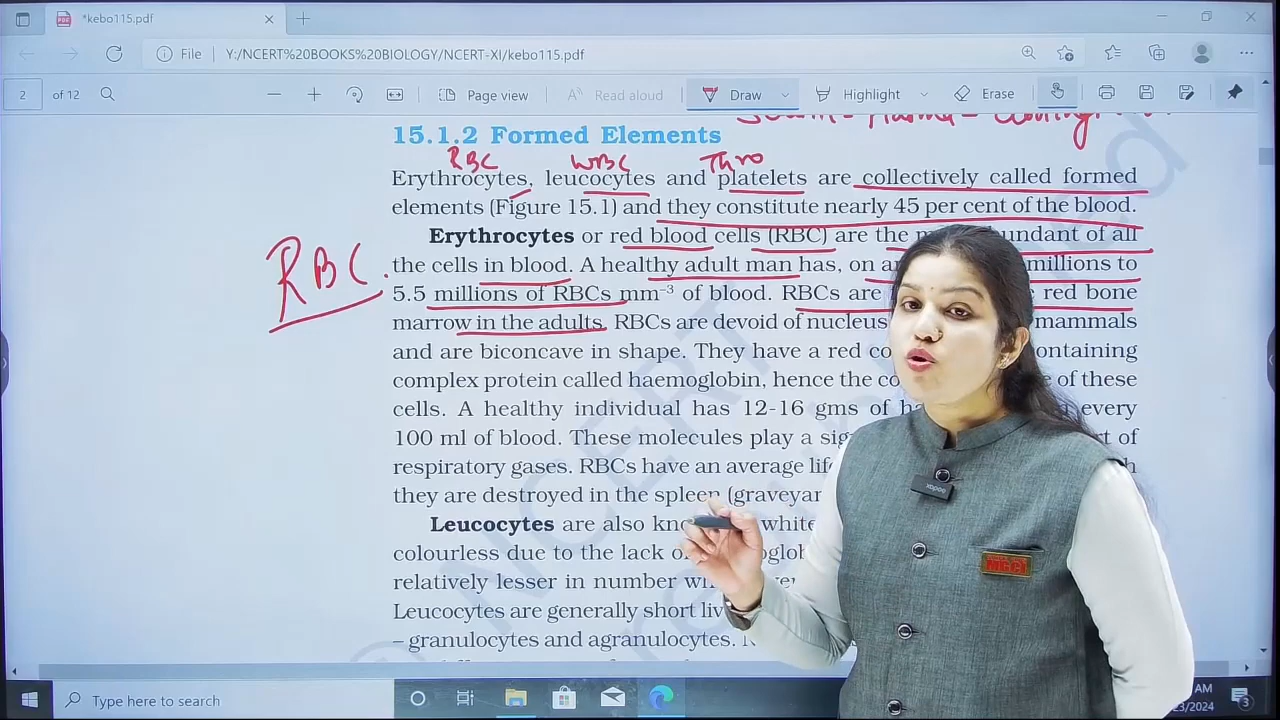 *kebo115.pdf
File Y:/NCERT%20BOOKS%20BIOLOGY/NCERT-XI/kebo115.pdf
2 of 12 Page view Read aloud Draw Highlight Erase
Serum = Plasma -
15.1.2 Formed Elements
RBC WBC Thro
Erythrocytes, leucocytes and platelets are collectively called formed
elements (Figure 15.1) and they constitute nearly 45 per cent of the blood.
Erythrocytes or red blood cells (RBC) are the abundant of all
RBC.
the cells in blood. A healthy adult man has, on millions to
5.5 millions of RBCs mm⁻³ of blood. RBCs are red bone
marrow in the adults. RBCs are devoid of nucleus mammals
and are biconcave in shape. They have a red containing
complex protein called haemoglobin, hence the of these
cells. A healthy individual has 12-16 gms of every
100 ml of blood. These molecules play a of
respiratory gases. RBCs have an average
they are destroyed in the spleen
Leucocytes are also white
colourless due to the lack
relatively lesser in number
Leucocytes are generally short
– granulocytes and agranulocytes.
xopec
NCC
Type here to search
AM
23/2024
3